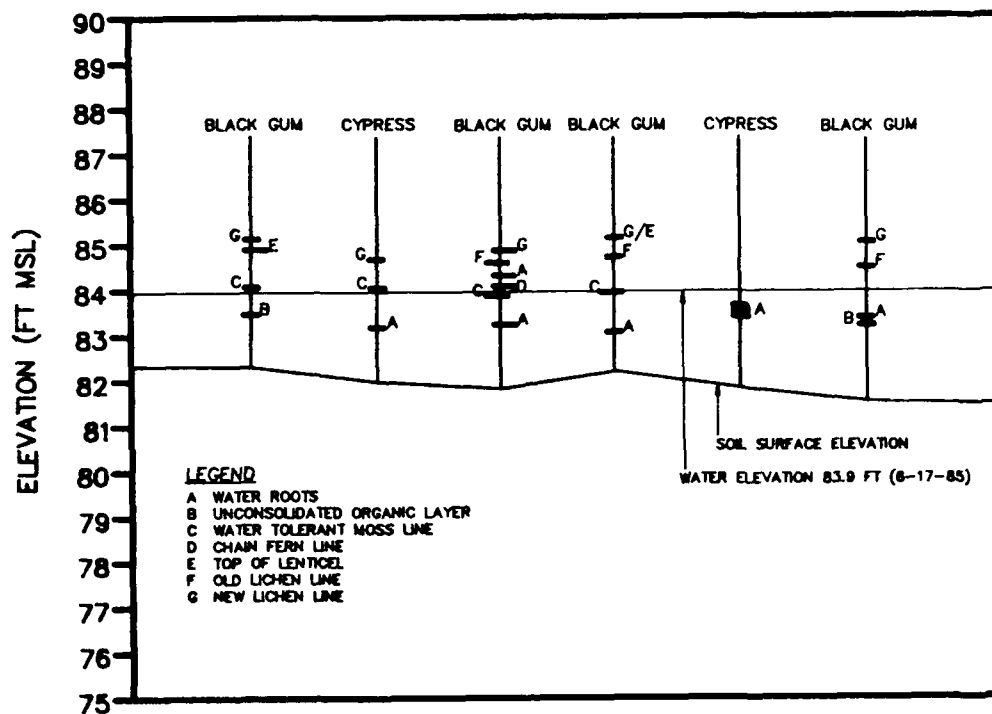 ELEVATION (FT MSL)
90
89
88
87
86
85
84
83
82
81
80
79
78
77
76
75
BLACK GUM CYPRESS BLACK GUM BLACK GUM CYPRESS BLACK GUM
G E C B
G C A
G F A D C A
G/E F C A
A
G F A B
SOIL SURFACE ELEVATION
WATER ELEVATION 83.9 FT (6-17-85)
LEGEND
A WATER ROOTS
B UNCONSOLIDATED ORGANIC LAYER
C WATER TOLERANT MOSS LINE
D CHAIN FERN LINE
E TOP OF LENTICEL
F OLD LICHEN LINE
G NEW LICHEN LINE